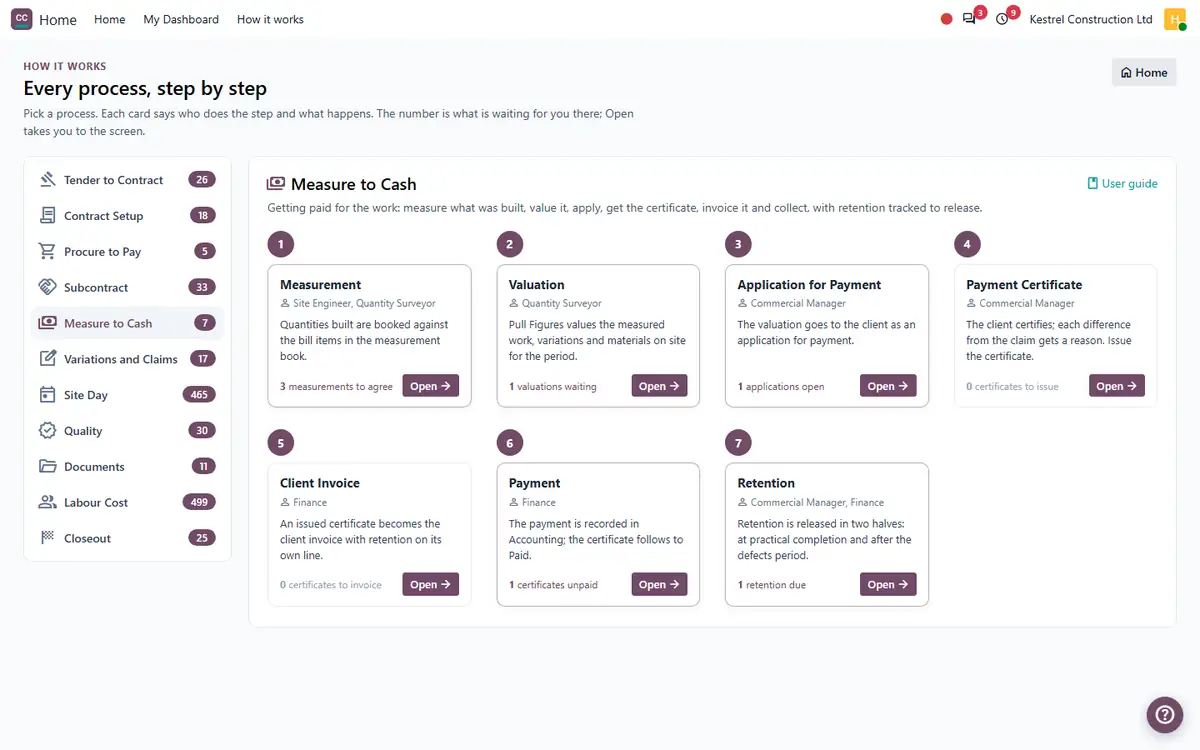 CC Home Home My Dashboard How it works 3 9 Kestrel Construction Ltd H
HOW IT WORKS
Every process, step by step
Home
Pick a process. Each card says who does the step and what happens. The number is what is waiting for you there; Open
takes you to the screen.
Tender to Contract 26
Contract Setup 18
Procure to Pay 5
Subcontract 33
Measure to Cash 7
Variations and Claims 17
Site Day 465
Quality 30
Documents 11
Labour Cost 499
Closeout 25
Measure to Cash
User guide
Getting paid for the work: measure what was built, value it, apply, get the certificate, invoice it and collect, with retention tracked to release.
1
Measurement
Site Engineer, Quantity Surveyor
Quantities built are booked against
the bill items in the measurement
book.
3 measurements to agree Open →
2
Valuation
Quantity Surveyor
Pull Figures values the measured
work, variations and materials on site
for the period.
1 valuations waiting Open →
3
Application for Payment
Commercial Manager
The valuation goes to the client as an
application for payment.
1 applications open Open →
4
Payment Certificate
Commercial Manager
The client certifies; each difference
from the claim gets a reason. Issue
the certificate.
0 certificates to issue Open →
5
Client Invoice
Finance
An issued certificate becomes the
client invoice with retention on its
own line.
0 certificates to invoice Open →
6
Payment
Finance
The payment is recorded in
Accounting; the certificate follows to
Paid.
1 certificates unpaid Open →
7
Retention
Commercial Manager, Finance
Retention is released in two halves:
at practical completion and after the
defects period.
1 retention due Open →
?